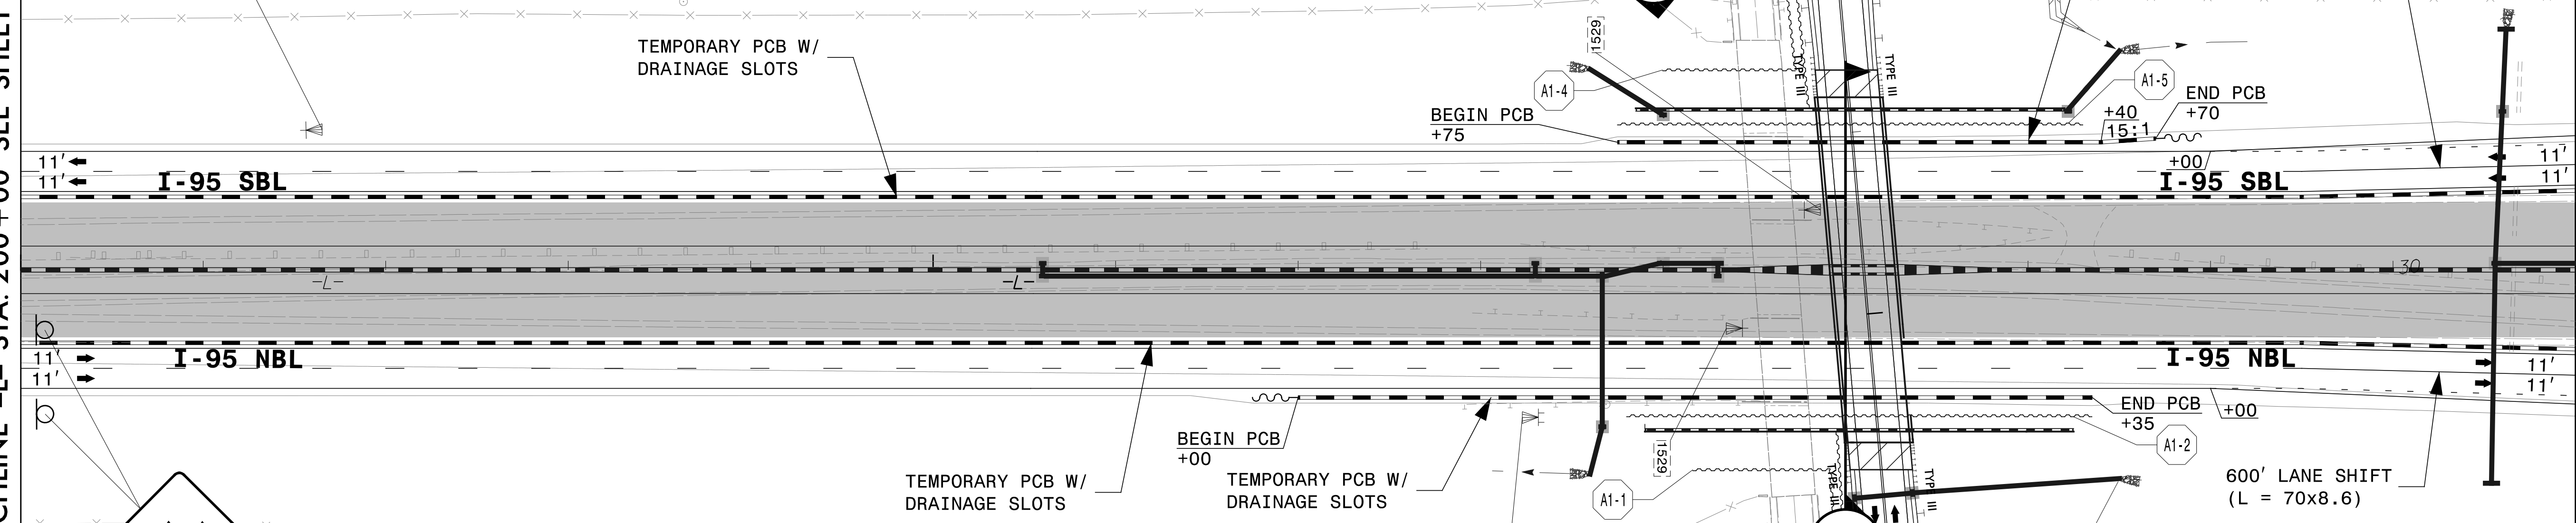 TEMPORARY PCB W/
DRAINAGE SLOTS
1529
A1-4
TYPE III
TYPE III
A1-5
BEGIN PCB
+75
END PCB
+70
+40
15:1
+00
11'
11'
I-95 SBL
I-95 SBL
11'
11'
-L-
-L-
30
11'
11'
I-95 NBL
I-95 NBL
11'
11'
BEGIN PCB
+00
END PCB
+35
+00
A1-2
1529
TEMPORARY PCB W/
DRAINAGE SLOTS
TEMPORARY PCB W/
DRAINAGE SLOTS
A1-1
TYPE III
TYPE III
600' LANE SHIFT
(L = 70x8.6)